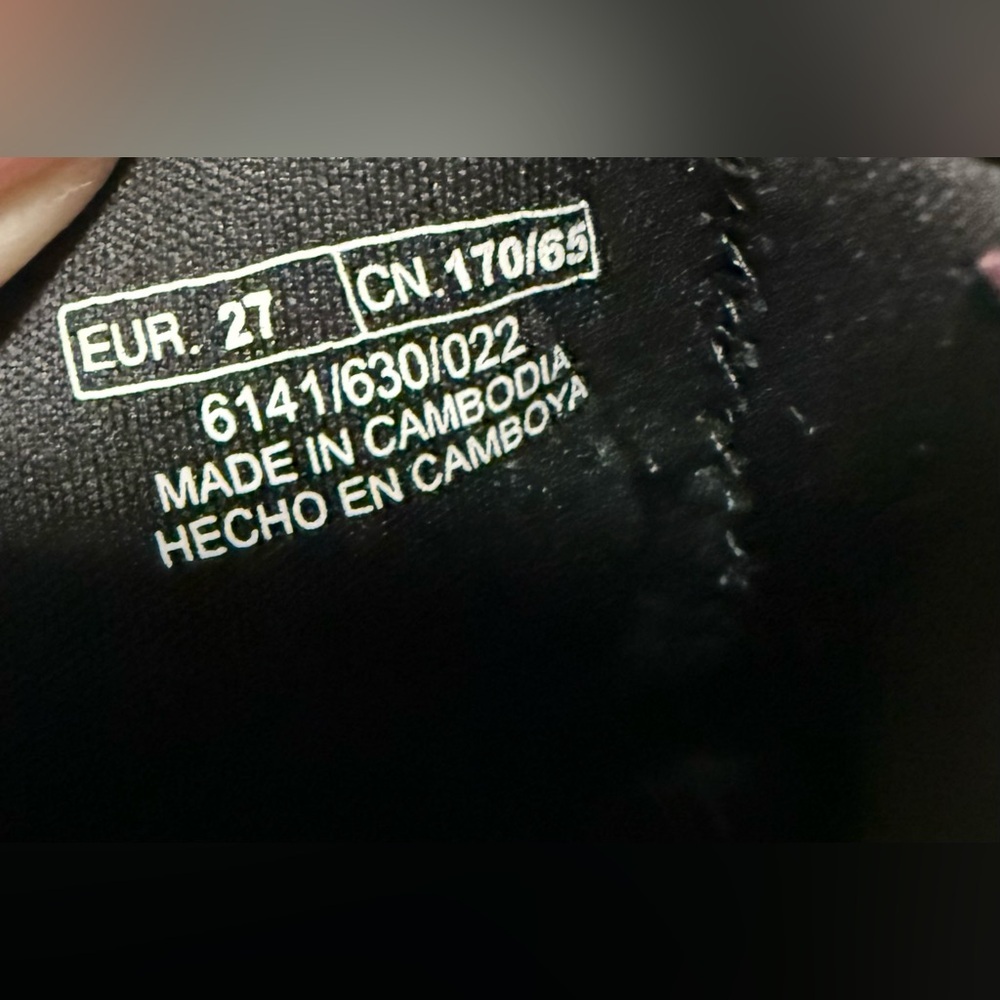 EUR. 27 CN. 170/65
6141/630/022
MADE IN CAMBODIA
HECHO EN CAMBOYA